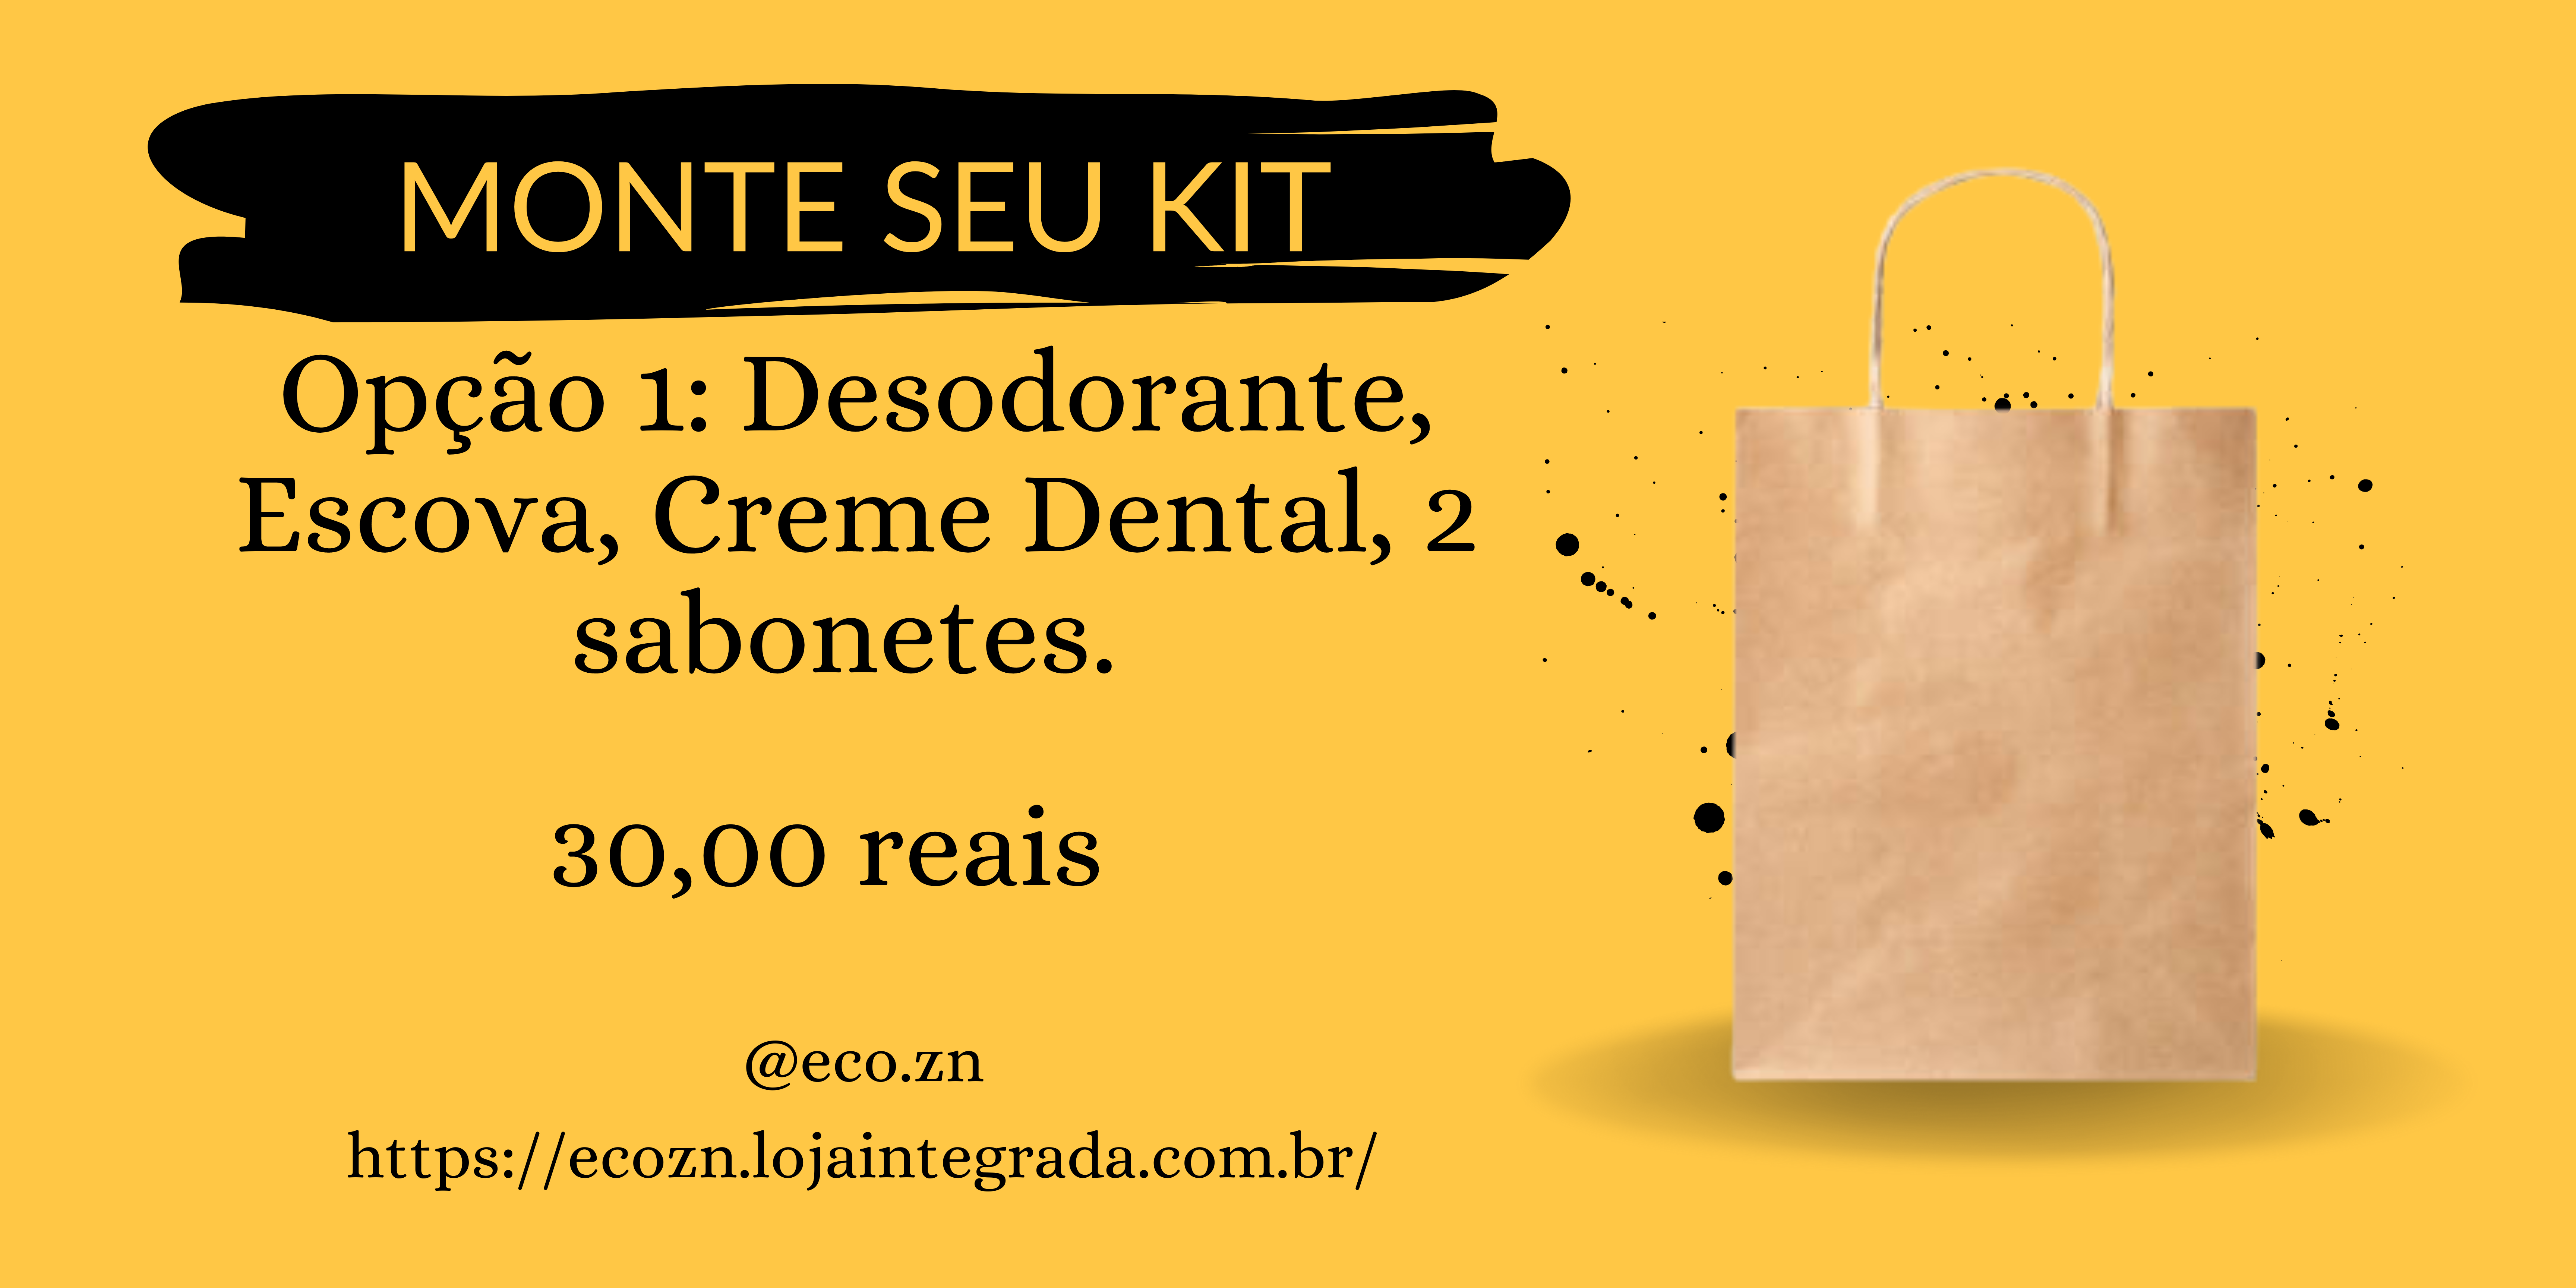 MONTE SEU KIT
Opção 1: Desodorante,
Escova, Creme Dental, 2
sabonetes.
30,00 reais
@eco.zn
https://ecozn.lojaintegrada.com.br/